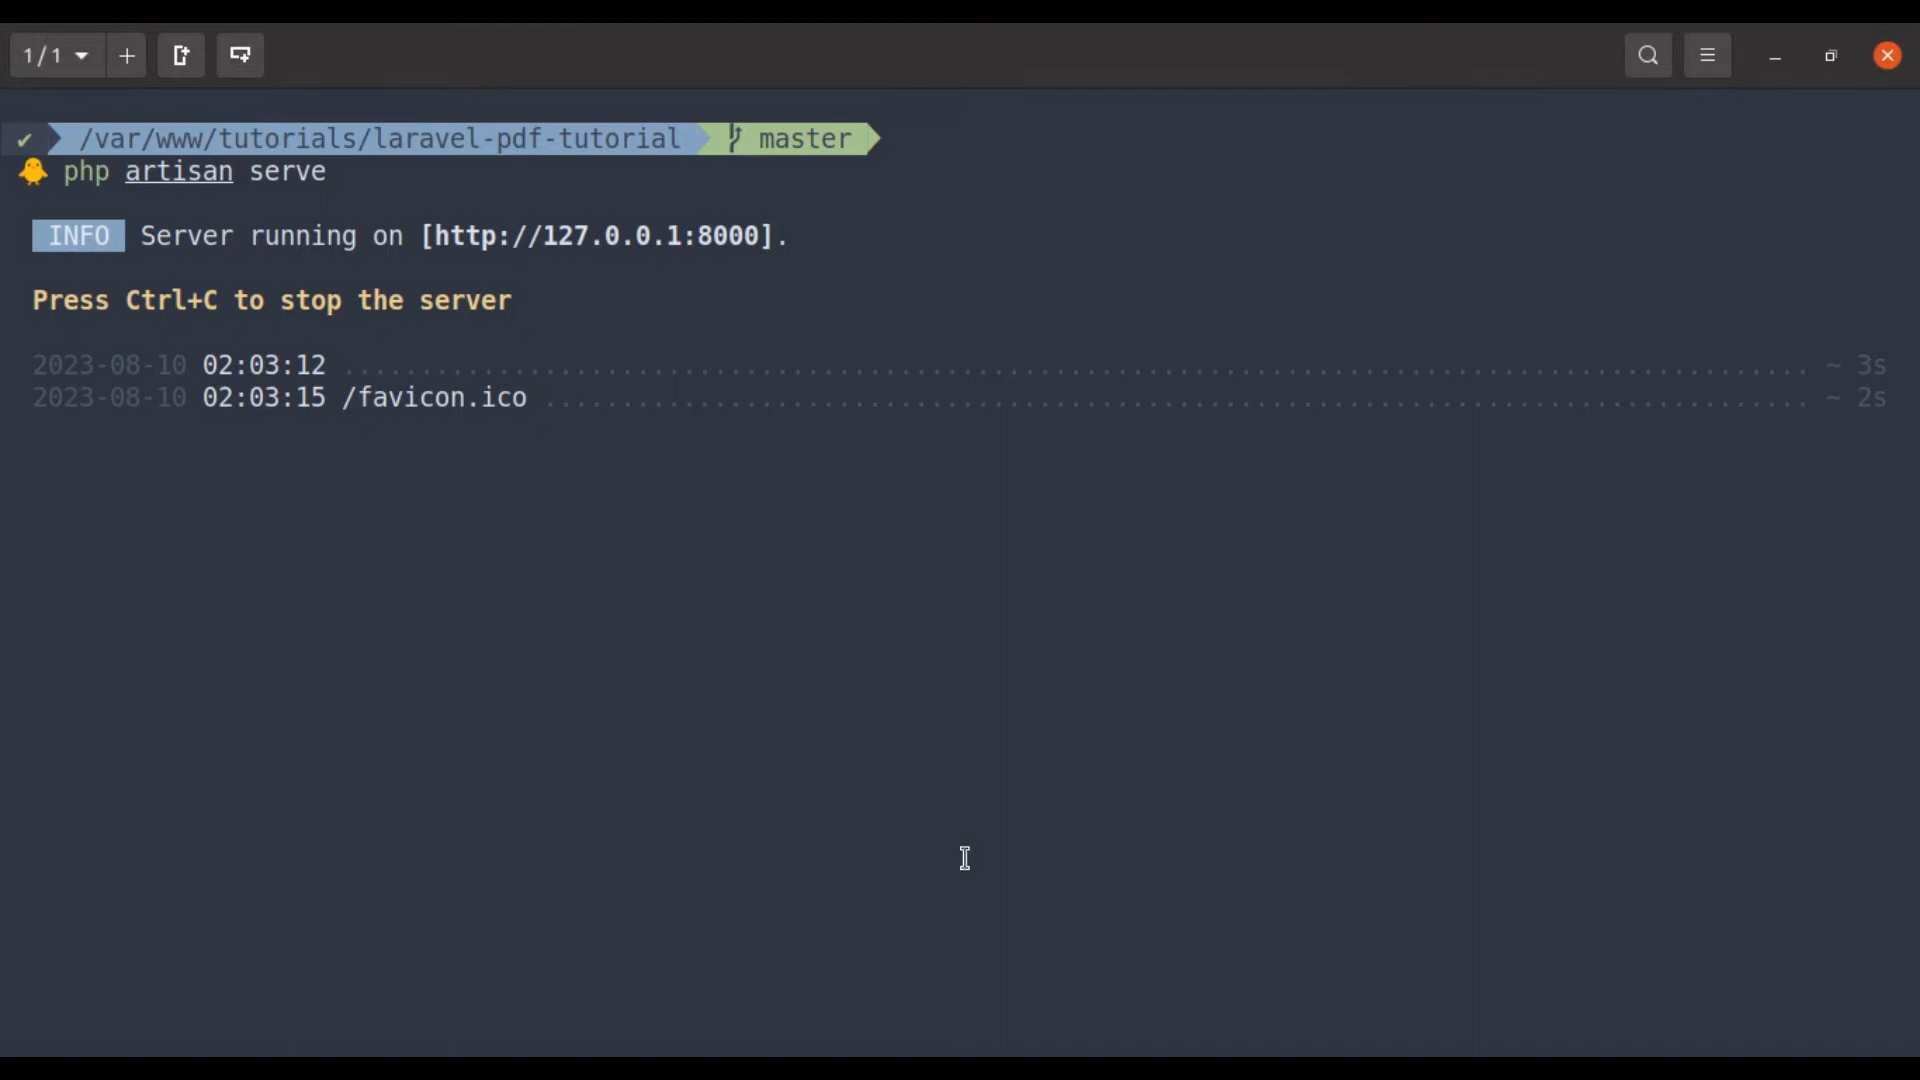 1/1
✔ /var/www/tutorials/laravel-pdf-tutorial master
🐥 php artisan serve
INFO Server running on [http://127.0.0.1:8000].
Press Ctrl+C to stop the server
2023-08-10 02:03:12 ............................................................................................... ~ 3s
2023-08-10 02:03:15 /favicon.ico .................................................................................. ~ 2s